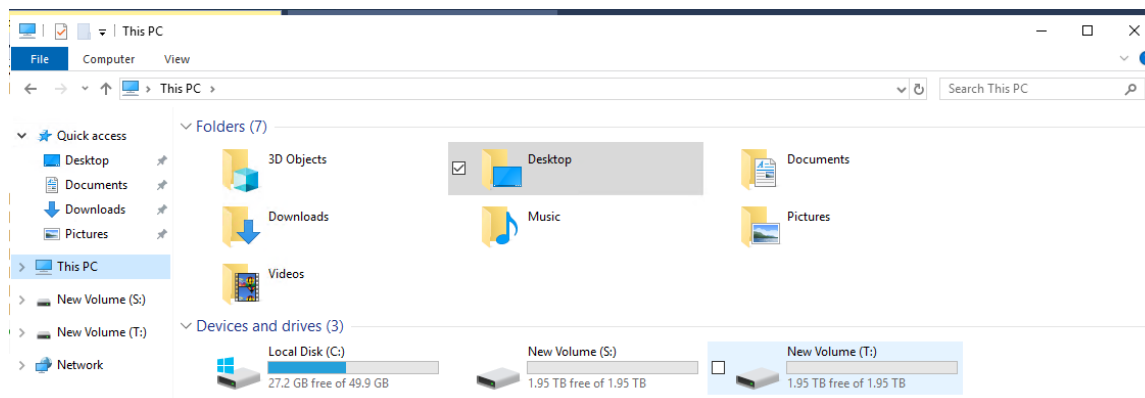 This PC
File Computer View
This PC
Search This PC
Quick access
Desktop
Documents
Downloads
Pictures
This PC
New Volume (S:)
New Volume (T:)
Network
Folders (7)
3D Objects
Desktop
Documents
Downloads
Music
Pictures
Videos
Devices and drives (3)
Local Disk (C:)
27.2 GB free of 49.9 GB
New Volume (S:)
1.95 TB free of 1.95 TB
New Volume (T:)
1.95 TB free of 1.95 TB